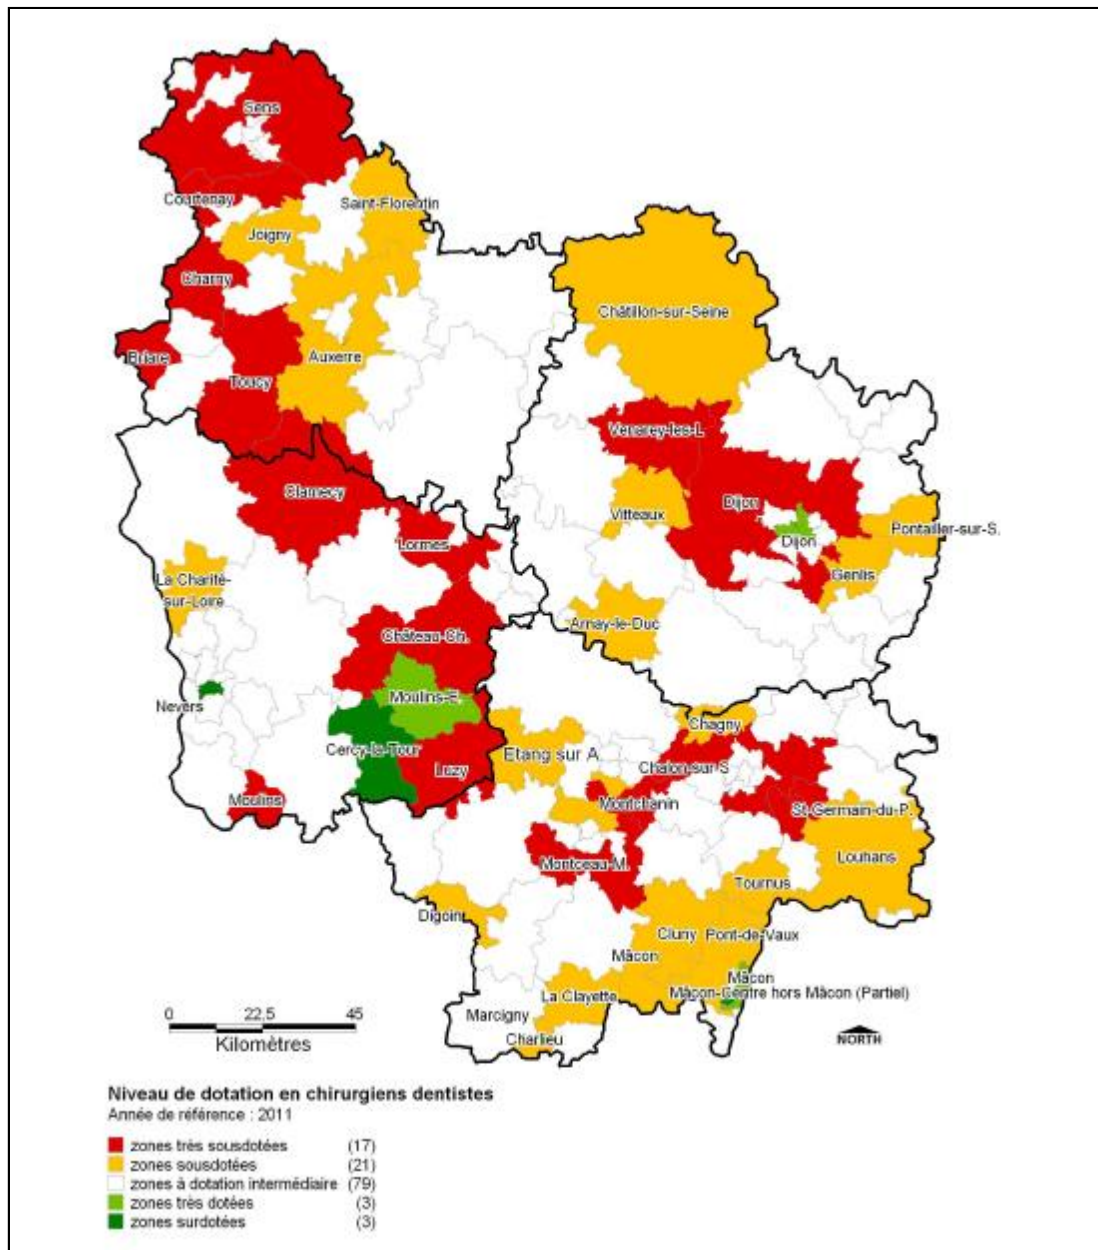 Sens
Courtenay
Saint-Florentin
Joigny
Charny
Châtillon-sur-Seine
Briare
Auxerre
Toucy
Venarey-les-L
Clamecy
Dijon
Vitteaux
Pontailler-sur-S.
Lormes
Dijon
Genlis
La Charité-
sur-Loire
Arnay-le-Duc
Château-Ch.
Moulins-E.
Nevers
Chagny
Cercy-la-Tour
Etang sur A.
Luzy
Chalon-sur S
Moulins
Montchanin
St-Germain-du-P.
Montceau-M.
Louhans
Tournus
Digoin
Cluny
Pont-de-Vaux
Mâcon
Mâcon
Mâcon-Centre hors Mâcon (Partiel)
La Clayette
Marcigny
Charlieu
0 22.5 45
Kilomètres
NORTH
Niveau de dotation en chirurgiens dentistes
Année de référence : 2011
zones très sousdotées (17)
zones sousdotées (21)
zones à dotation intermédiaire (79)
zones très dotées (3)
zones surdotées (3)